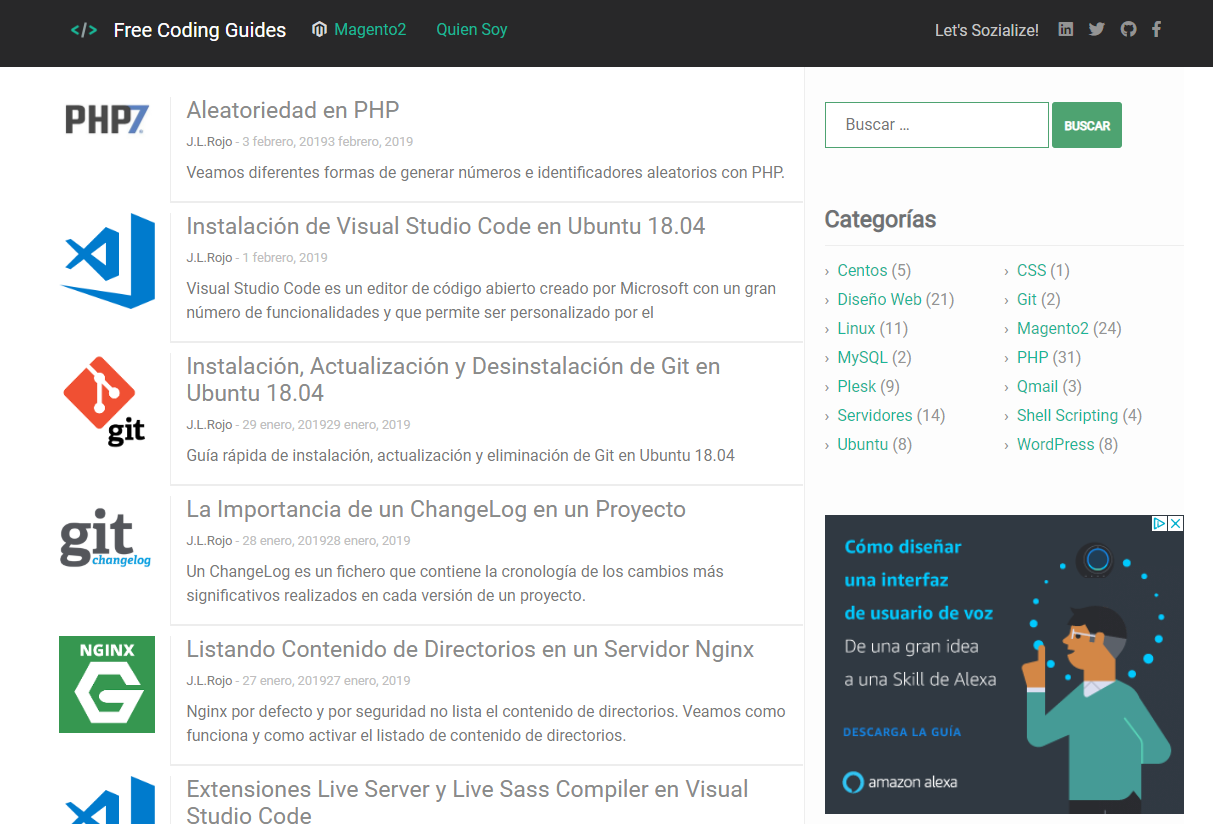 </> Free Coding Guides Magento2 Quien Soy Let's Sozialize!
PHP7
Aleatoriedad en PHP
J.L.Rojo - 3 febrero, 20193 febrero, 2019
Veamos diferentes formas de generar números e identificadores aleatorios con PHP.
Instalación de Visual Studio Code en Ubuntu 18.04
J.L.Rojo - 1 febrero, 2019
Visual Studio Code es un editor de código abierto creado por Microsoft con un gran
número de funcionalidades y que permite ser personalizado por el
git
Instalación, Actualización y Desinstalación de Git en
Ubuntu 18.04
J.L.Rojo - 29 enero, 201929 enero, 2019
Guía rápida de instalación, actualización y eliminación de Git en Ubuntu 18.04
git
changelog
La Importancia de un ChangeLog en un Proyecto
J.L.Rojo - 28 enero, 201928 enero, 2019
Un ChangeLog es un fichero que contiene la cronología de los cambios más
significativos realizados en cada versión de un proyecto.
NGINX
G
Listando Contenido de Directorios en un Servidor Nginx
J.L.Rojo - 27 enero, 201927 enero, 2019
Nginx por defecto y por seguridad no lista el contenido de directorios. Veamos como
funciona y como activar el listado de contenido de directorios.
Extensiones Live Server y Live Sass Compiler en Visual
Studio Code
Buscar ...
BUSCAR
Categorías
› Centos (5)
› CSS (1)
› Diseño Web (21)
› Git (2)
› Linux (11)
› Magento2 (24)
› MySQL (2)
› PHP (31)
› Plesk (9)
› Qmail (3)
› Servidores (14)
› Shell Scripting (4)
› Ubuntu (8)
› WordPress (8)
Cómo diseñar
una interfaz
de usuario de voz
De una gran idea
a una Skill de Alexa
DESCARGA LA GUÍA
amazon alexa